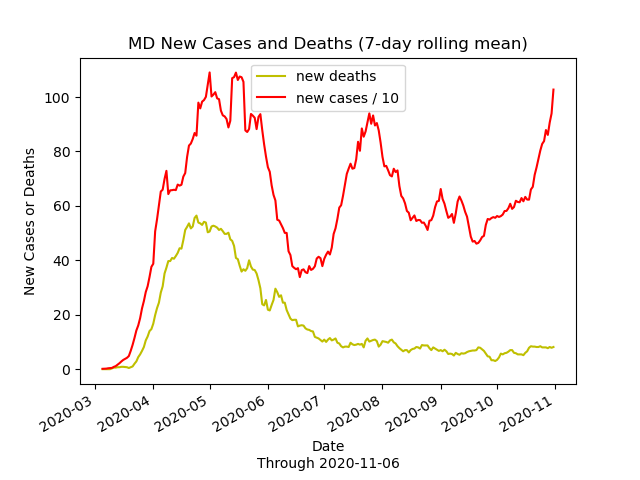 MD New Cases and Deaths (7-day rolling mean)
new deaths
new cases / 10
New Cases or Deaths
100
80
60
40
20
0
2020-03
2020-04
2020-05
2020-06
2020-07
2020-08
2020-09
2020-10
2020-11
Date
Through 2020-11-06